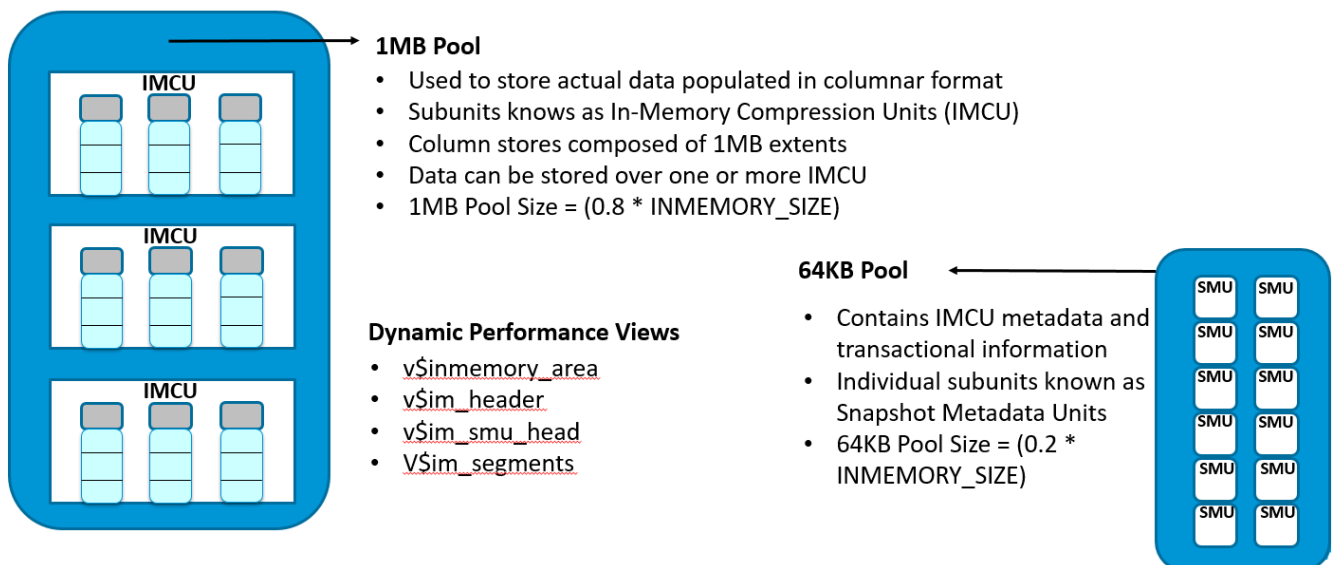 IMCU
IMCU
IMCU
1MB Pool
• Used to store actual data populated in columnar format
• Subunits knows as In-Memory Compression Units (IMCU)
• Column stores composed of 1MB extents
• Data can be stored over one or more IMCU
• 1MB Pool Size = (0.8 * INMEMORY_SIZE)
Dynamic Performance Views
• v$inmemory_area
• v$im_header
• v$im_smu_head
• V$im_segments
64KB Pool
• Contains IMCU metadata and
transactional information
• Individual subunits known as
Snapshot Metadata Units
• 64KB Pool Size = (0.2 *
INMEMORY_SIZE)
SMU SMU
SMU SMU
SMU SMU
SMU SMU
SMU SMU
SMU SMU